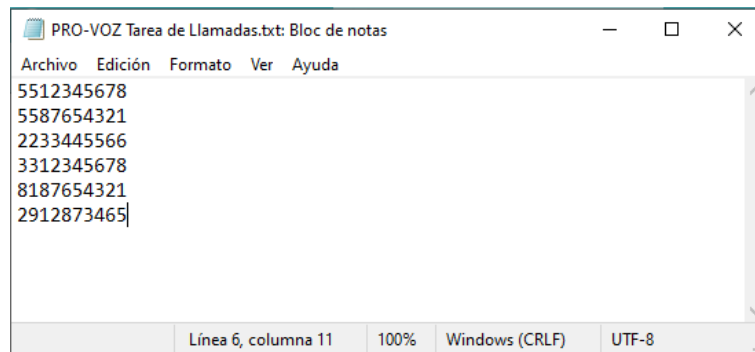 PRO-VOZ Tarea de Llamadas.txt: Bloc de notas
Archivo Edición Formato Ver Ayuda
5512345678
5587654321
2233445566
3312345678
8187654321
2912873465
Línea 6, columna 11 100% Windows (CRLF) UTF-8